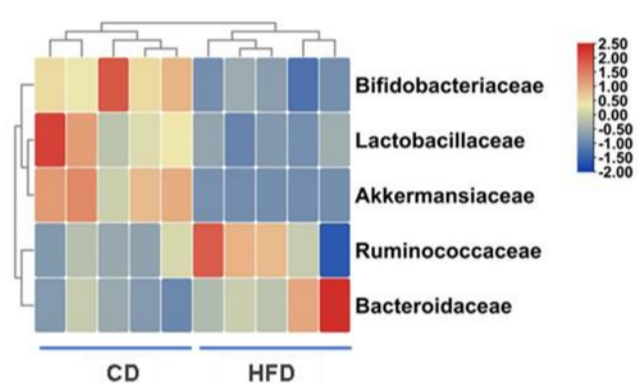 2.50
2.00
1.50
1.00
0.50
0.00
-0.50
-1.00
-1.50
-2.00
Bifidobacteriaceae
Lactobacillaceae
Akkermansiaceae
Ruminococcaceae
Bacteroidaceae
CD HFD